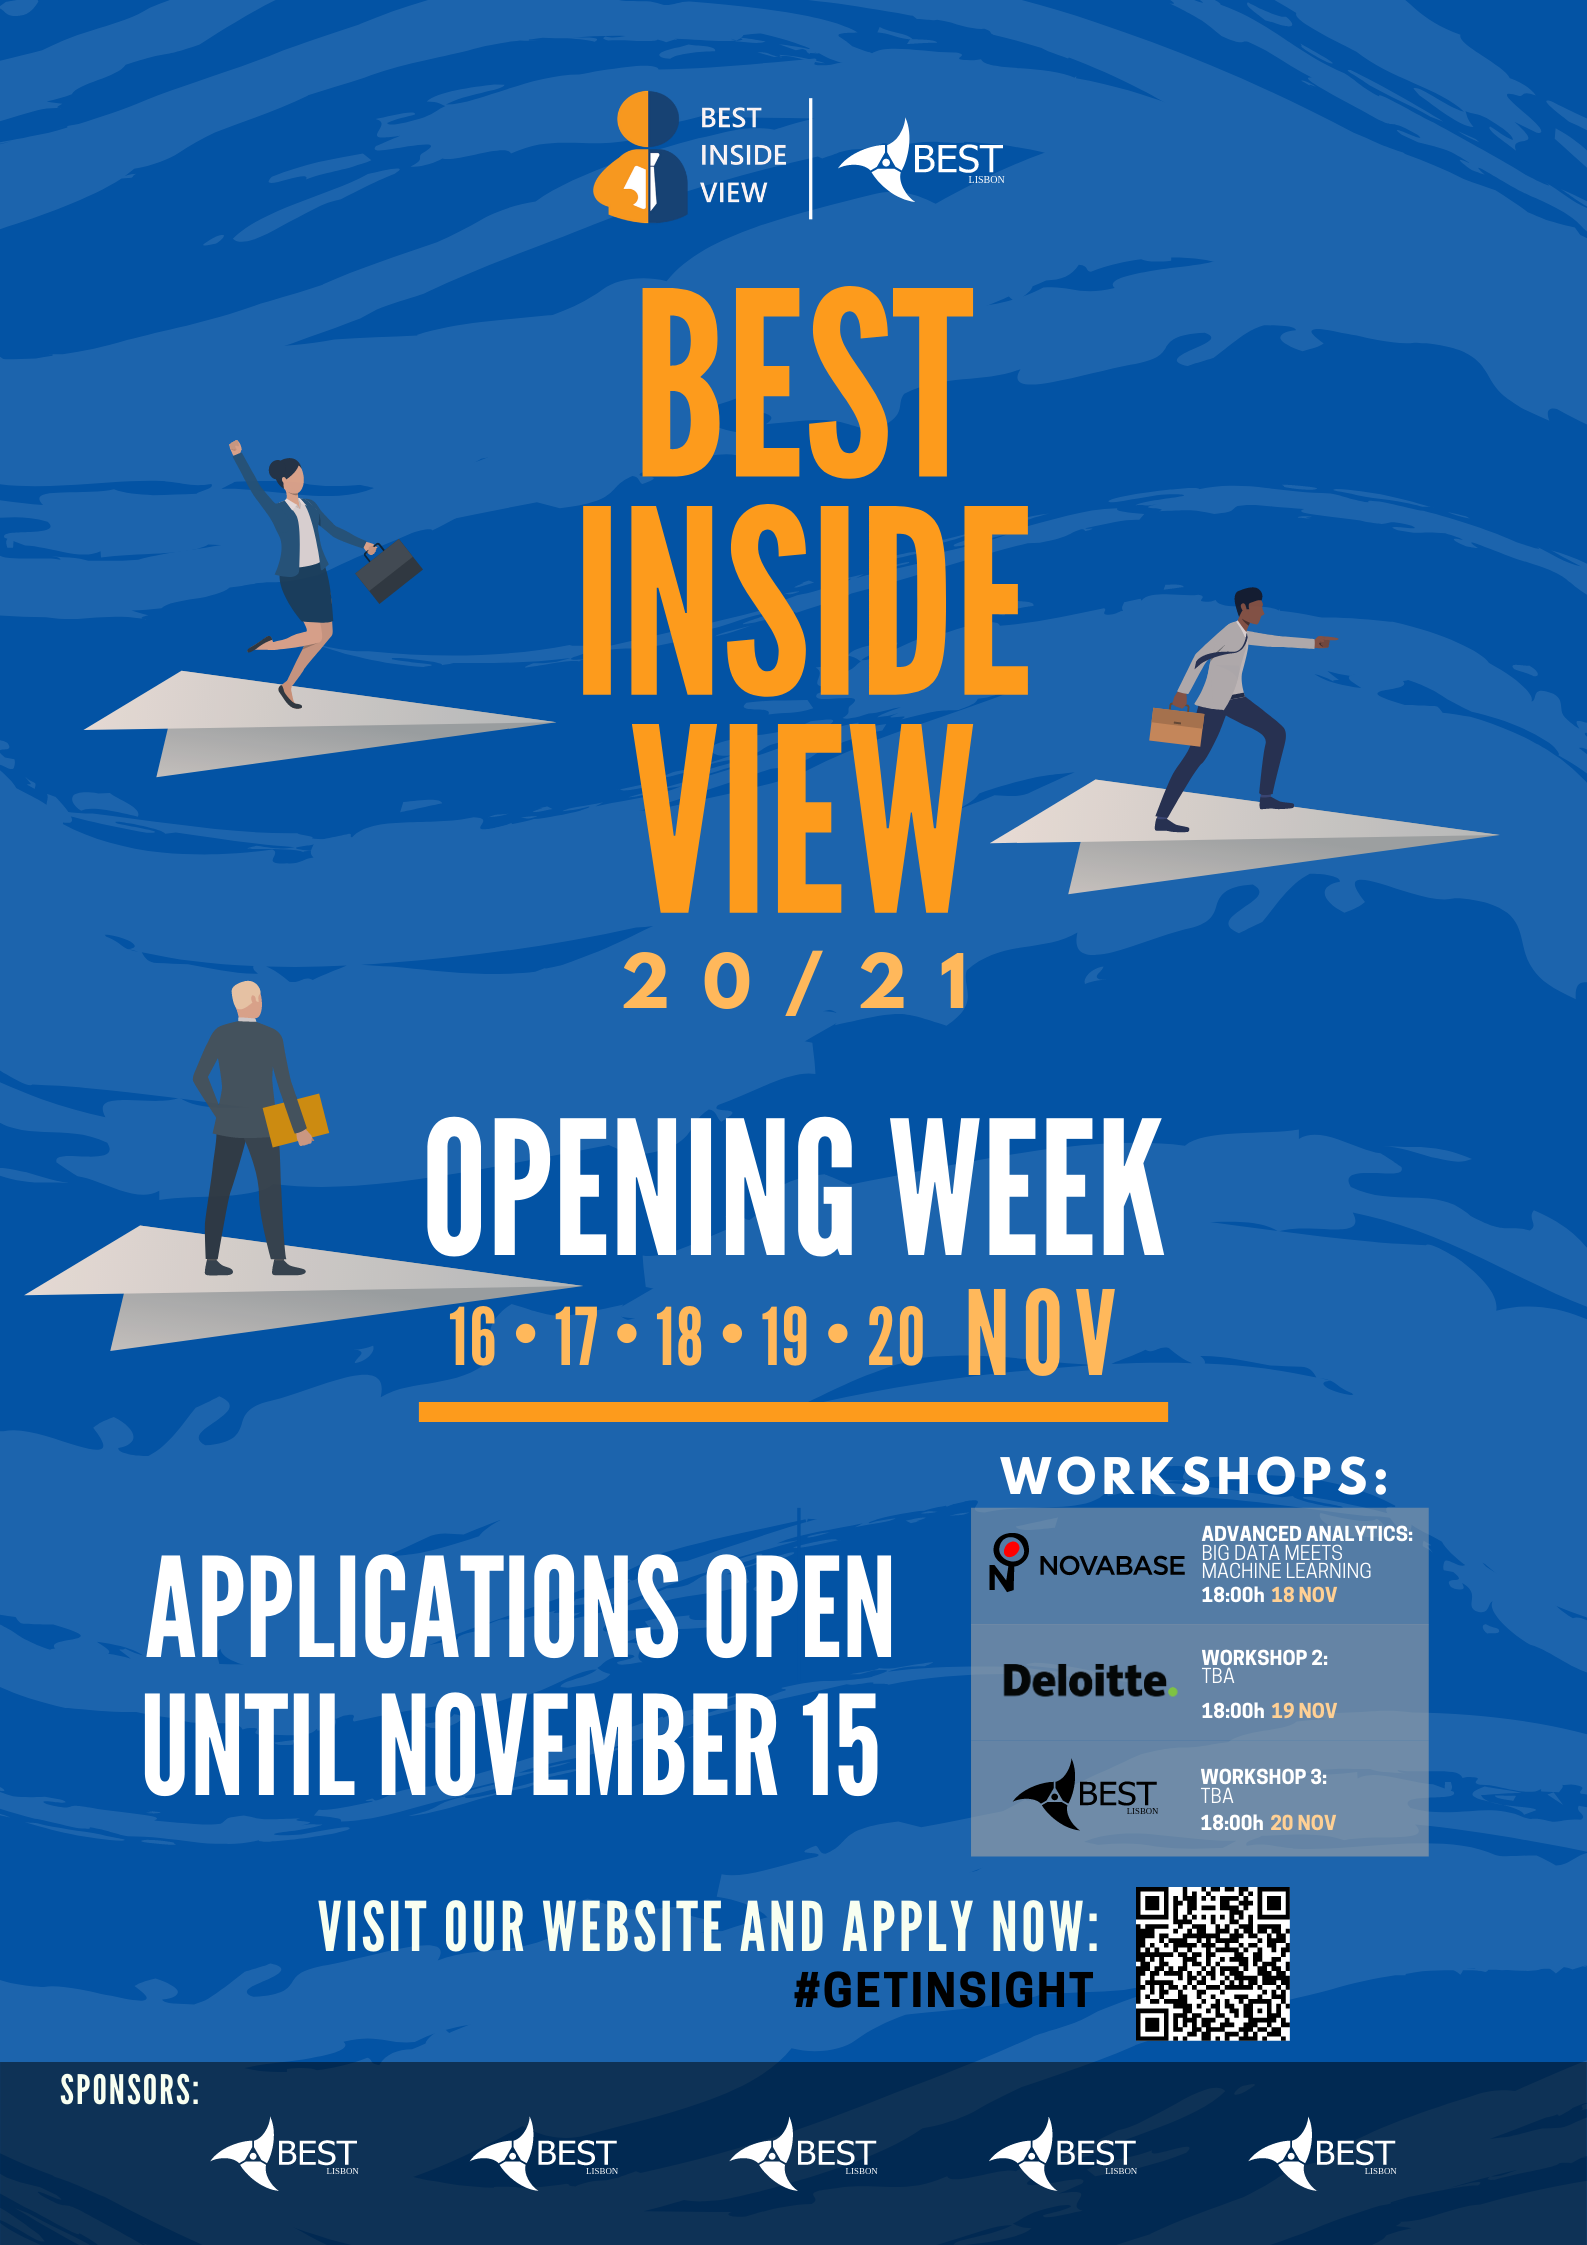 BEST
INSIDE
VIEW
BEST
LISBON
BEST
INSIDE
VIEW
20/21
OPENING WEEK
16 • 17 • 18 • 19 • 20 NOV
WORKSHOPS:
NOVABASE
ADVANCED ANALYTICS:
BIG DATA MEETS
MACHINE LEARNING
18:00h 18 NOV
Deloitte.
WORKSHOP 2:
TBA
18:00h 19 NOV
BEST
LISBON
WORKSHOP 3:
TBA
18:00h 20 NOV
APPLICATIONS OPEN
UNTIL NOVEMBER 15
VISIT OUR WEBSITE AND APPLY NOW:
#GETINSIGHT
SPONSORS:
BEST
LISBON
BEST
LISBON
BEST
LISBON
BEST
LISBON
BEST
LISBON